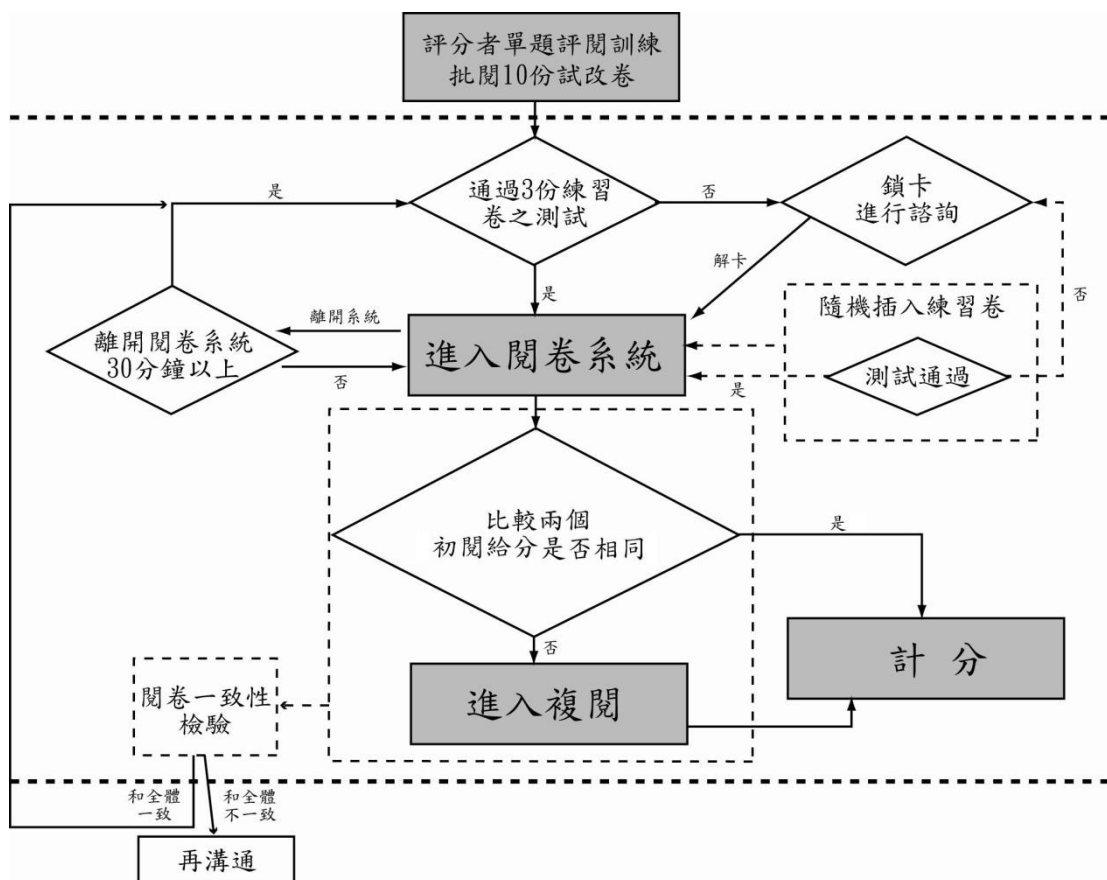 評分者單題評閱訓練
批閱10份試改卷
是
通過3份練習
卷之測試
否
鎖卡
進行諮詢
解卡
是
否
隨機插入練習卷
離開系統
離開閱卷系統
30分鐘以上
進入閱卷系統
否
測試通過
是
比較兩個
初閱給分是否相同
是
否
計 分
進入複閱
閱卷一致性
檢驗
和全體
一致
和全體
不一致
再溝通